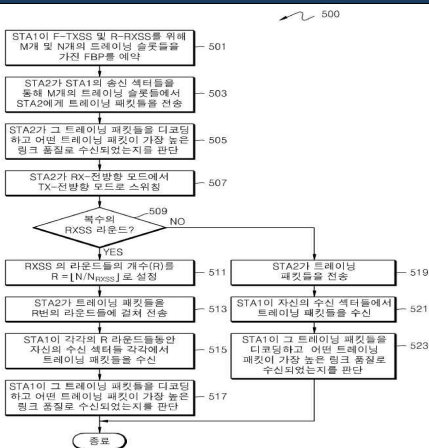 500
STA1이 F-TXSS 및 R-RXSS를 위해
M개 및 N개의 트레이닝 슬롯들을
가진 FBP를 예약
501
STA2가 STA1의 송신 섹터들을
통해 M개의 트레이닝 슬롯들에서
STA2에게 트레이닝 패킷들을 전송
503
STA2가 그 트레이닝 패킷들을 디코딩
하고 어떤 트레이닝 패킷이 가장 높은
링크 품질로 수신되었는지를 판단
505
STA2가 RX-전방향 모드에서
TX-전방향 모드로 스위칭
507
509
복수의
RXSS 라운드?
NO
YES
RXSS 의 라운드들의 개수(R)를
R = ⌊N/N_RXSS⌋로 설정
511
STA2가 트레이닝 패킷들을
R번의 라운드들에 걸쳐 전송
513
STA1이 각각의 R 라운드들동안
자신의 수신 섹터들 각각에서
트레이닝 패킷들을 수신
515
STA1이 그 트레이닝 패킷들을 디코딩
하고 어떤 트레이닝 패킷이 가장 높은
링크 품질로 수신되었는지를 판단
517
STA2가 트레이닝
패킷들을 전송
519
STA1이 자신의 수신 섹터들에서
트레이닝 패킷들을 수신
521
STA1이 그 트레이닝 패킷들을
디코딩하고 어떤 트레이닝
패킷이 가장 높은 링크 품질로
수신되었는지를 판단
523
종료